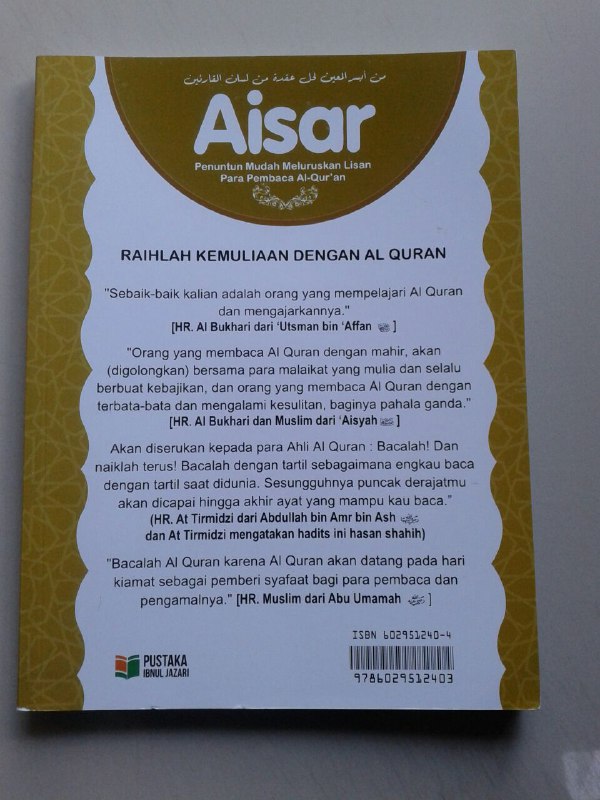 من أيسر المعين لحل عقدة من لسان القارئين
Aisar
Penuntun Mudah Meluruskan Lisan
Para Pembaca Al-Qur'an
RAIHLAH KEMULIAAN DENGAN AL QURAN
"Sebaik-baik kalian adalah orang yang mempelajari Al Quran
dan mengajarkannya."
[HR. Al Bukhari dari 'Utsman bin 'Affan ]
"Orang yang membaca Al Quran dengan mahir, akan
(digolongkan) bersama para malaikat yang mulia dan selalu
berbuat kebajikan, dan orang yang membaca Al Quran dengan
terbata-bata dan mengalami kesulitan, baginya pahala ganda."
[HR. Al Bukhari dan Muslim dari 'Aisyah ]
Akan diserukan kepada para Ahli Al Quran : Bacalah! Dan
naiklah terus! Bacalah dengan tartil sebagaimana engkau baca
dengan tartil saat didunia. Sesungguhnya puncak derajatmu
akan dicapai hingga akhir ayat yang mampu kau baca."
(HR. At Tirmidzi dari Abdullah bin Amr bin Ash
dan At Tirmidzi mengatakan hadits ini hasan shahih)
"Bacalah Al Quran karena Al Quran akan datang pada hari
kiamat sebagai pemberi syafaat bagi para pembaca dan
pengamalnya." [HR. Muslim dari Abu Umamah ]
ISBN 602951240-4
PUSTAKA
IBNUL JAZARI
9786029512403